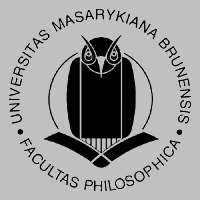 UNIVERSITAS MASARYKIANA BRUNENSIS
• FACULTAS PHILOSOPHICA •